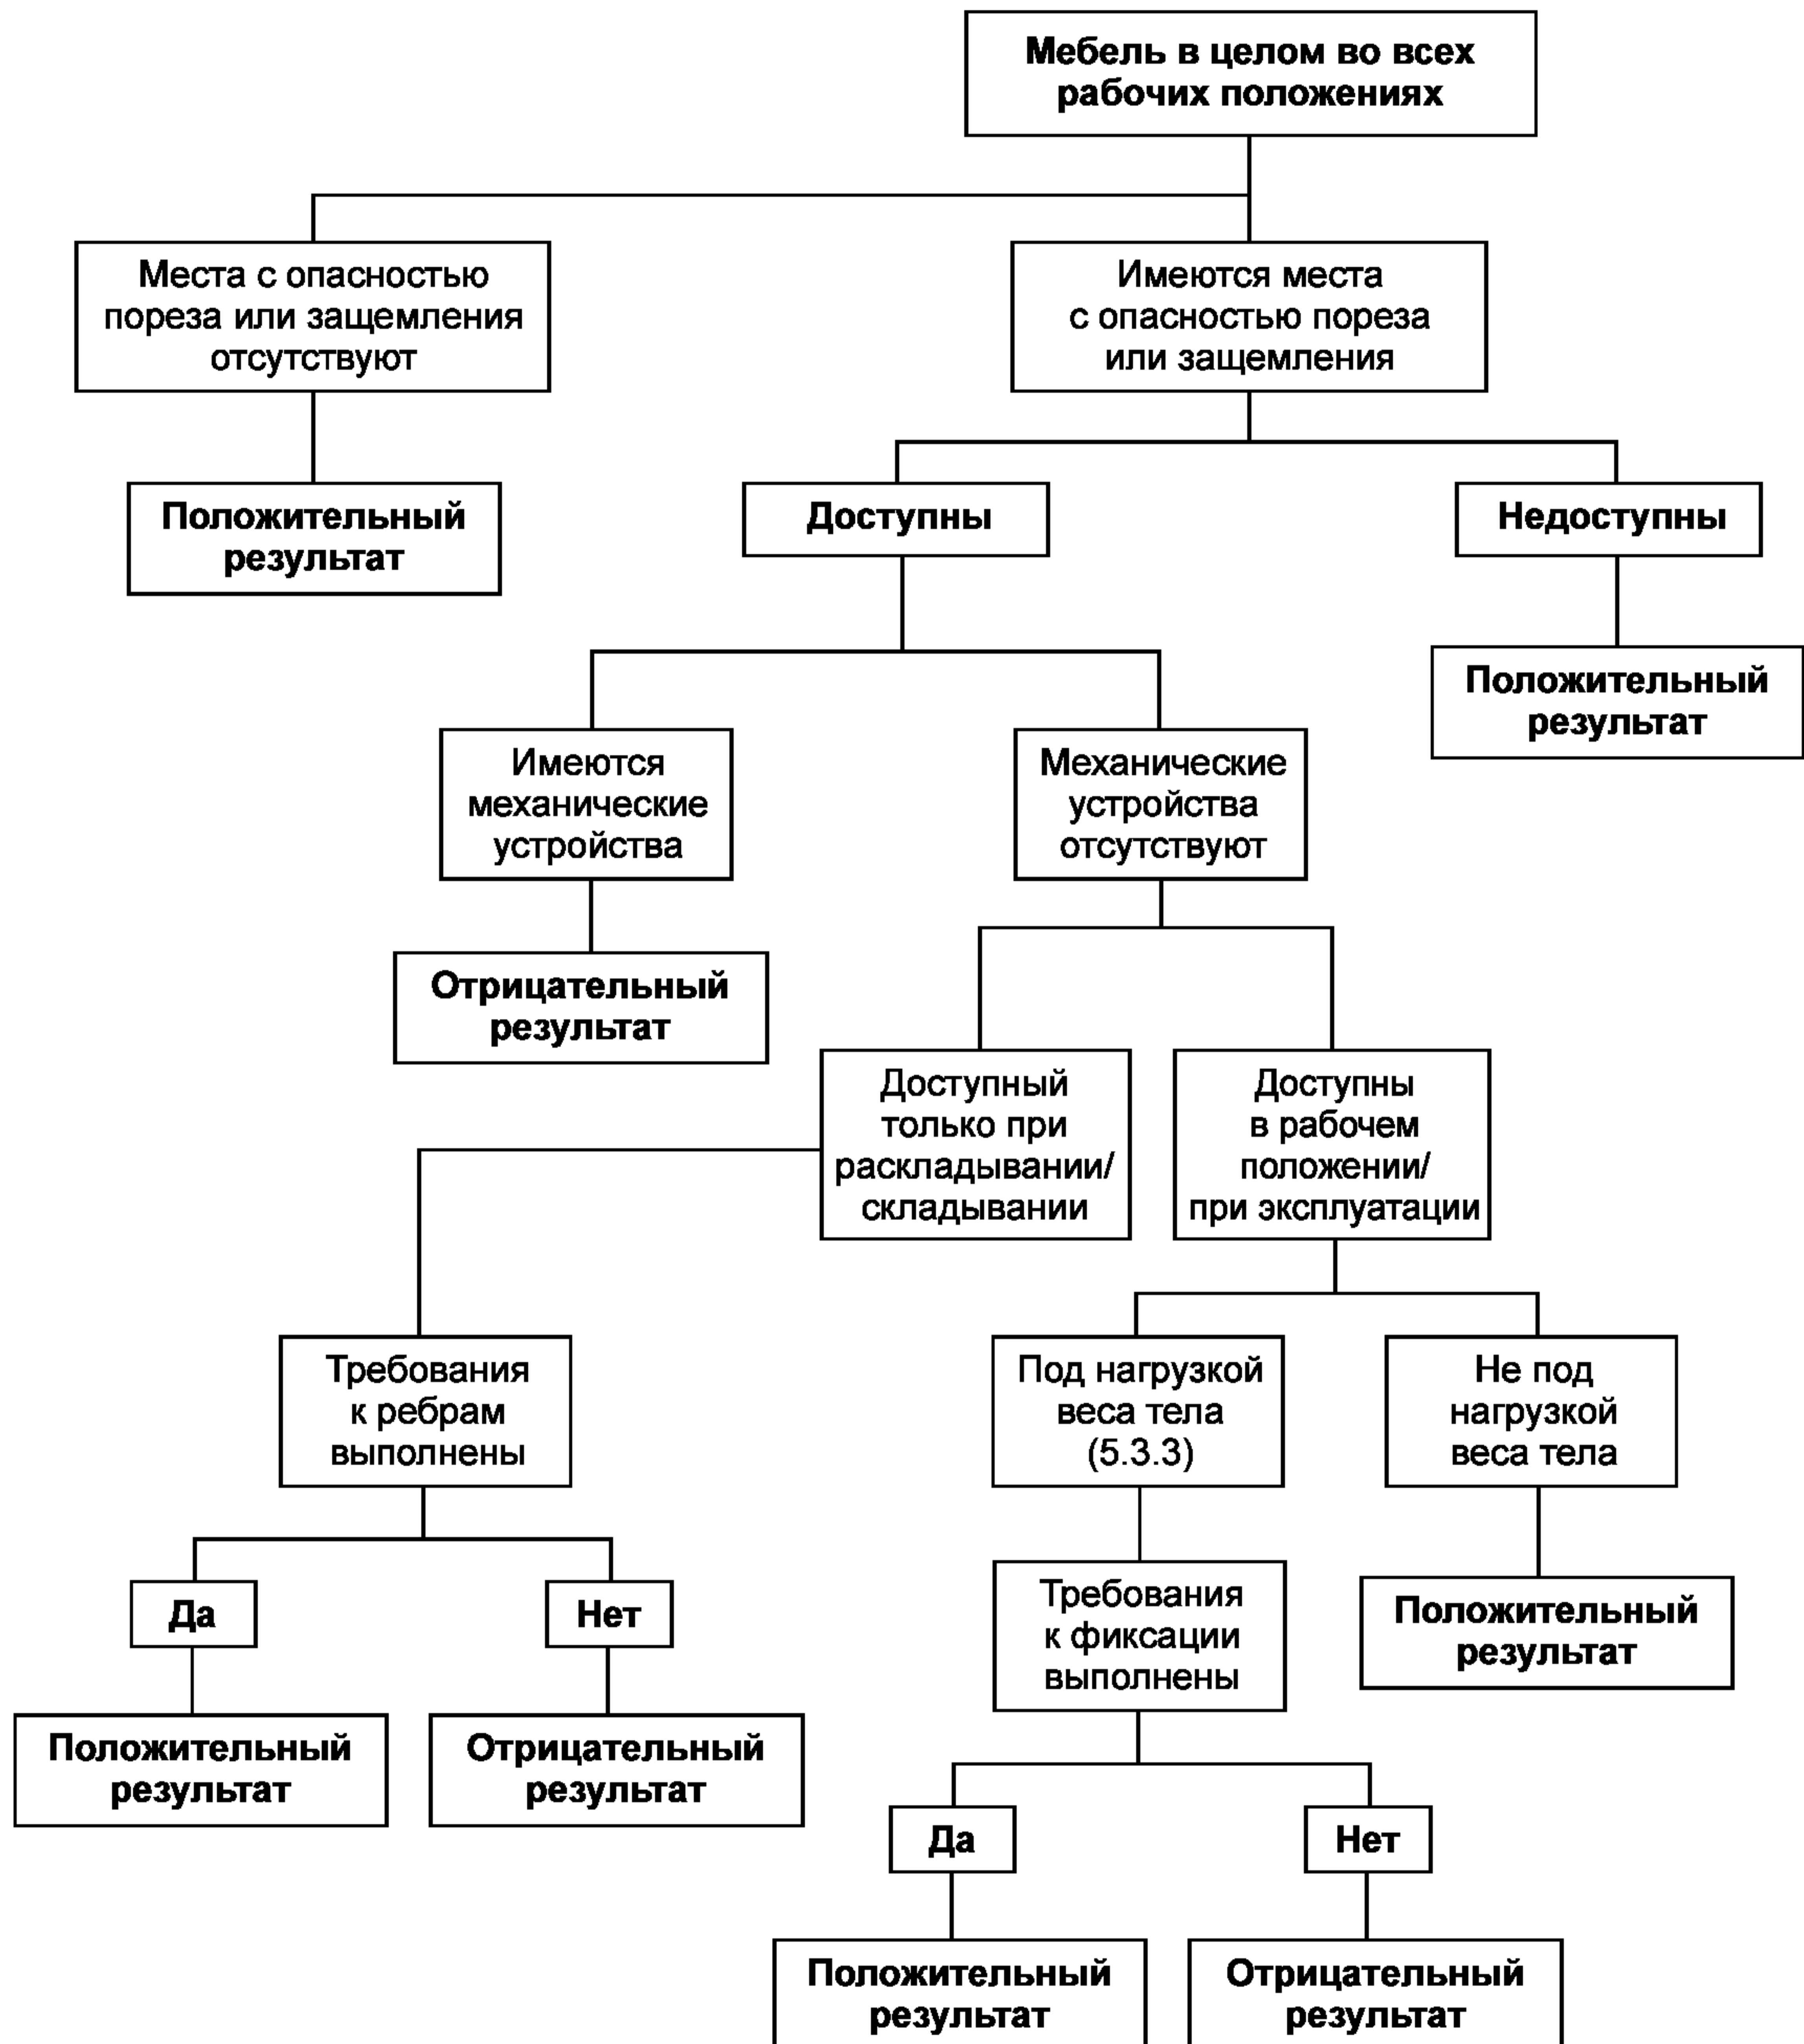 Мебель в целом во всех
рабочих положениях
Места с опасностью
пореза или защемления
отсутствуют
Имеются места
с опасностью пореза
или защемления
Положительный
результат
Доступны
Недоступны
Положительный
результат
Имеются
механические
устройства
Механические
устройства
отсутствуют
Отрицательный
результат
Доступный
только при
раскладывании/
складывании
Доступны
в рабочем
положении/
при эксплуатации
Требования
к ребрам
выполнены
Под нагрузкой
веса тела
(5.3.3)
Не под
нагрузкой
веса тела
Да
Нет
Требования
к фиксации
выполнены
Положительный
результат
Положительный
результат
Отрицательный
результат
Да
Нет
Положительный
результат
Отрицательный
результат